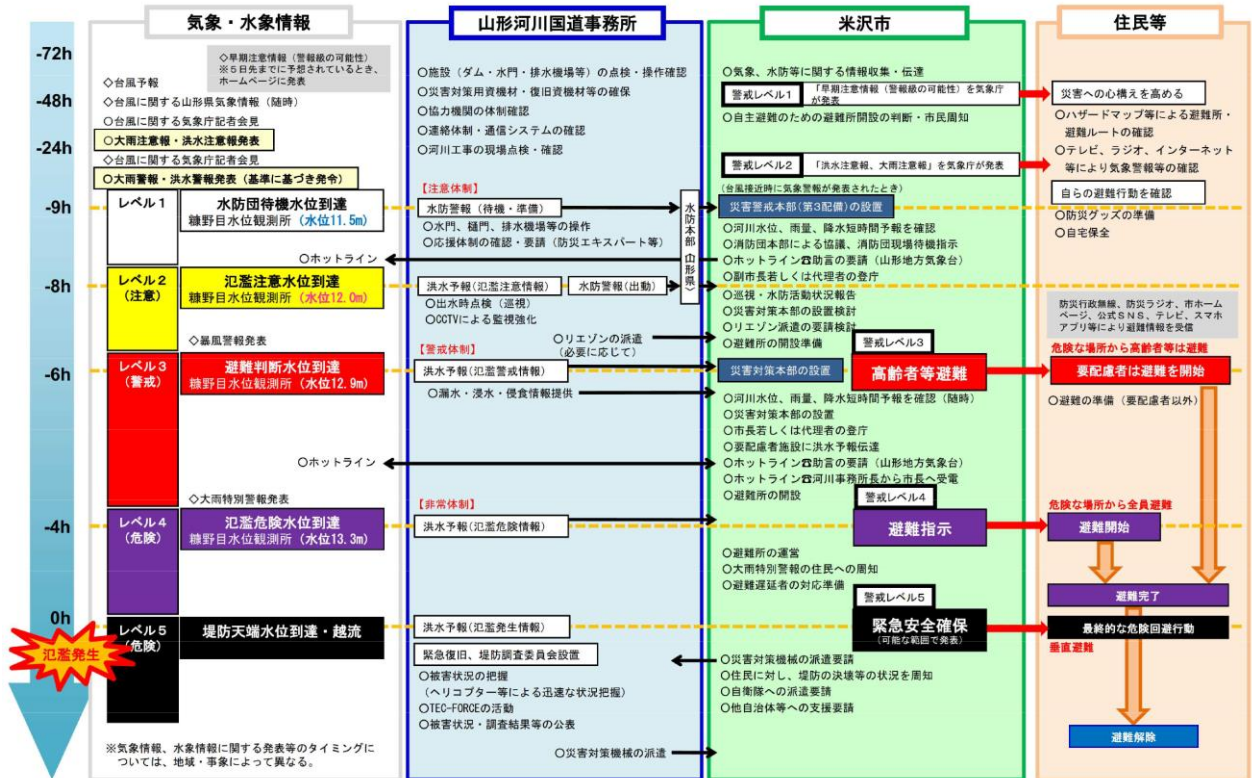 気象・水象情報
山形河川国道事務所
米沢市
住民等
-72h
-48h
-24h
-9h
-8h
-6h
-4h
0h
氾濫発生
◇早期注意情報(警報級の可能性)
※5日先までに予想されているとき、
ホームページに発表
◇台風予報
◇台風に関する山形県気象情報(随時)
○台風に関する気象庁記者会見
○大雨注意報・洪水注意報発表
◇台風に関する気象庁記者会見
○大雨警報・洪水警報発表(基準に基づき発令)
レベル1
水防団待機水位到達
糠野目水位観測所(水位11.5m)
○ホットライン
レベル2
(注意)
氾濫注意水位到達
糠野目水位観測所(水位12.0m)
◇暴風警報発表
レベル3
(警戒)
避難判断水位到達
糠野目水位観測所(水位12.9m)
○ホットライン
◇大雨特別警報発表
レベル4
(危険)
氾濫危険水位到達
糠野目水位観測所(水位13.3m)
レベル5
(危険)
堤防天端水位到達・越流
※気象情報、水象情報に関する発表等のタイミングに
ついては、地域・事象によって異なる。
○施設(ダム・水門・排水機場等)の点検・操作確認
○災害対策用資機材・復旧資機材等の確保
○協力機関の体制確認
○連絡体制・通信システムの確認
○河川工事の現場点検・確認
【注意体制】
水防警報(待機・準備)
○水門、樋門、排水機場等の操作
○応援体制の確認・要請(防災エキスパート等)
水防本部(山形県)
洪水予報(氾濫注意情報)
水防警報(出動)
○出水時点検(巡視)
○CCTVによる監視強化
○リエゾンの派遣
(必要に応じて)
【警戒体制】
洪水予報(氾濫警戒情報)
○漏水・浸水・侵食情報提供
【非常体制】
洪水予報(氾濫危険情報)
洪水予報(氾濫発生情報)
緊急復旧、堤防調査委員会設置
○被害状況の把握
(ヘリコプター等による迅速な状況把握)
○TEC-FORCEの活動
○被害状況・調査結果等の公表
○災害対策機械の派遣
○気象、水防等に関する情報収集・伝達
警戒レベル1
「早期注意情報(警報級の可能性)を気象庁
が発表
○自主避難のための避難所開設の判断・市民周知
警戒レベル2
「洪水注意報、大雨注意報」を気象庁が発表
(台風接近時に気象警報が発表されたとき)
災害警戒本部(第3配備)の設置
○河川水位、雨量、降水短時間予報を確認
○消防団本部による協議、消防団現場待機指示
○ホットライン☎助言の要請(山形地方気象台)
○副市長若しくは代理者の登庁
○巡視・水防活動状況報告
○災害対策本部の設置検討
○リエゾン派遣の要請検討
○避難所の開設準備
警戒レベル3
災害対策本部の設置
高齢者等避難
○河川水位、雨量、降水短時間予報を確認(随時)
○災害対策本部の設置
○市長若しくは代理者の登庁
○要配慮者施設に洪水予報伝達
○ホットライン☎助言の要請(山形地方気象台)
○ホットライン☎河川事務所長から市長へ受電
○避難所の開設
警戒レベル4
避難指示
○避難所の運営
○大雨特別警報の住民への周知
○避難遅延者の対応準備
警戒レベル5
緊急安全確保
(可能な範囲で発表)
○災害対策機械の派遣要請
○住民に対し、堤防の決壊等の状況を周知
○自衛隊への派遣要請
○他自治体等への支援要請
災害への心構えを高める
○ハザードマップ等による避難所・
避難ルートの確認
○テレビ、ラジオ、インターネット
等により気象警報等の確認
自らの避難行動を確認
○防災グッズの準備
○自宅保全
防災行政無線、防災ラジオ、市ホーム
ページ、公式SNS、テレビ、スマホ
アプリ等により避難情報を受信
危険な場所から高齢者等は避難
要配慮者は避難を開始
○避難の準備(要配慮者以外)
危険な場所から全員避難
避難開始
避難完了
最終的な危険回避行動
垂直避難
避難解除